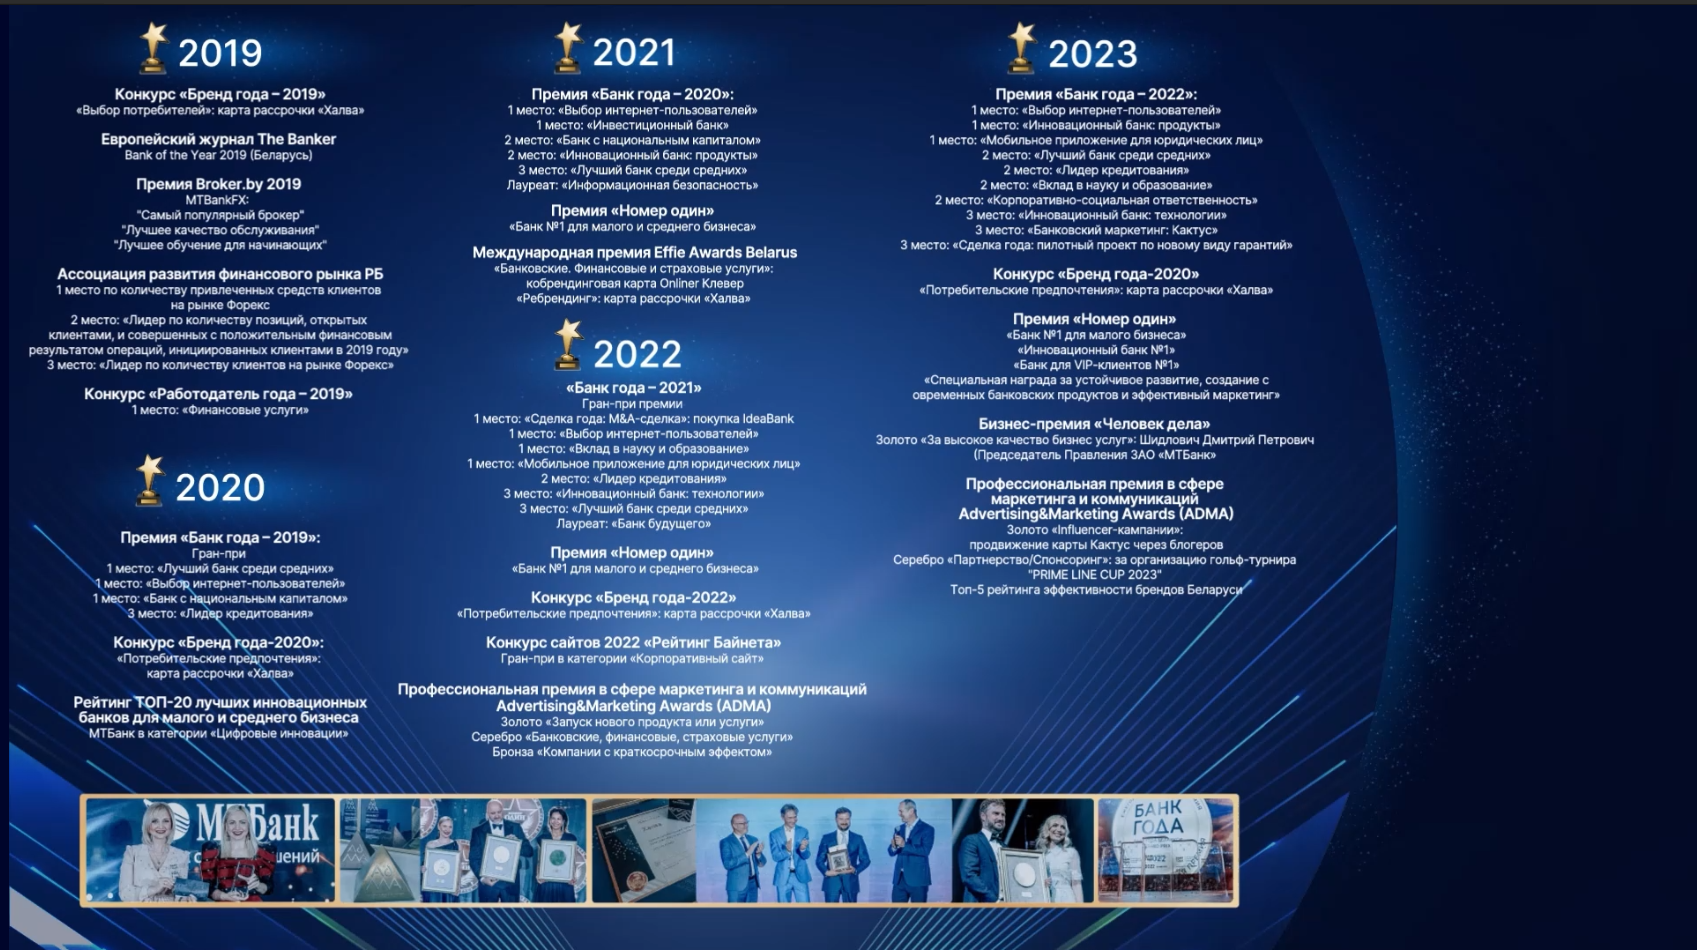 2019
Конкурс «Бренд года – 2019»
«Выбор потребителей»: карта рассрочки «Халва»
Европейский журнал The Banker
Bank of the Year 2019 (Беларусь)
Премия Broker.by 2019
MTBankFX:
"Самый популярный брокер"
"Лучшее качество обслуживания"
"Лучшее обучение для начинающих"
Ассоциация развития финансового рынка РБ
1 место по количеству привлеченных средств клиентов
на рынке Форекс
2 место: «Лидер по количеству позиций, открытых
клиентами, и совершенных с положительным финансовым
результатом операций, инициированных клиентами в 2019 году»
3 место: «Лидер по количеству клиентов на рынке Форекс»
Конкурс «Работодатель года – 2019»
1 место: «Финансовые услуги»
2020
Премия «Банк года – 2019»:
Гран-при
1 место: «Лучший банк среди средних»
1 место: «Выбор интернет-пользователей»
1 место: «Банк с национальным капиталом»
3 место: «Лидер кредитования»
Конкурс «Бренд года-2020»:
«Потребительские предпочтения»:
карта рассрочки «Халва»
Рейтинг ТОП-20 лучших инновационных
банков для малого и среднего бизнеса
МТБанк в категории «Цифровые инновации»
2021
Премия «Банк года – 2020»:
1 место: «Выбор интернет-пользователей»
1 место: «Инвестиционный банк»
2 место: «Банк с национальным капиталом»
2 место: «Инновационный банк: продукты»
3 место: «Лучший банк среди средних»
Лауреат: «Информационная безопасность»
Премия «Номер один»
«Банк №1 для малого и среднего бизнеса»
Международная премия Effie Awards Belarus
«Банковские. Финансовые и страховые услуги»:
кобрендинговая карта Onliner Клевер
«Ребрендинг»: карта рассрочки «Халва»
2022
«Банк года – 2021»
Гран-при премии
1 место: «Сделка года: M&A-сделка»: покупка IdeaBank
1 место: «Выбор интернет-пользователей»
1 место: «Вклад в науку и образование»
1 место: «Мобильное приложение для юридических лиц»
2 место: «Лидер кредитования»
3 место: «Инновационный банк: технологии»
3 место: «Лучший банк среди средних»
Лауреат: «Банк будущего»
Премия «Номер один»
«Банк №1 для малого и среднего бизнеса»
Конкурс «Бренд года-2022»
«Потребительские предпочтения»: карта рассрочки «Халва»
Конкурс сайтов 2022 «Рейтинг Байнета»
Гран-при в категории «Корпоративный сайт»
Профессиональная премия в сфере маркетинга и коммуникаций
Advertising&Marketing Awards (ADMA)
Золото «Запуск нового продукта или услуги»
Серебро «Банковские, финансовые, страховые услуги»
Бронза «Компании с краткосрочным эффектом»
2023
Премия «Банк года – 2022»:
1 место: «Выбор интернет-пользователей»
1 место: «Инновационный банк: продукты»
1 место: «Мобильное приложение для юридических лиц»
2 место: «Лучший банк среди средних»
2 место: «Лидер кредитования»
2 место: «Вклад в науку и образование»
2 место: «Корпоративно-социальная ответственность»
3 место: «Инновационный банк: технологии»
3 место: «Банковский маркетинг: Кактус»
3 место: «Сделка года: пилотный проект по новому виду гарантий»
Конкурс «Бренд года-2020»
«Потребительские предпочтения»: карта рассрочки «Халва»
Премия «Номер один»
«Банк №1 для малого бизнеса»
«Инновационный банк №1»
«Банк для VIP-клиентов №1»
«Специальная награда за устойчивое развитие, создание с
овременных банковских продуктов и эффективный маркетинг»
Бизнес-премия «Человек дела»
Золото «За высокое качество бизнес услуг»: Шидлович Дмитрий Петрович
(Председатель Правления ЗАО «МТБанк»
Профессиональная премия в сфере
маркетинга и коммуникаций
Advertising&Marketing Awards (ADMA)
Золото «Influencer-кампании»:
продвижение карты Кактус через блогеров
Серебро «Партнерство/Спонсоринг»: за организацию гольф-турнира
"PRIME LINE CUP 2023"
Топ-5 рейтинга эффективности брендов Беларуси
МТБанк
БАНК
ГОДА
2022